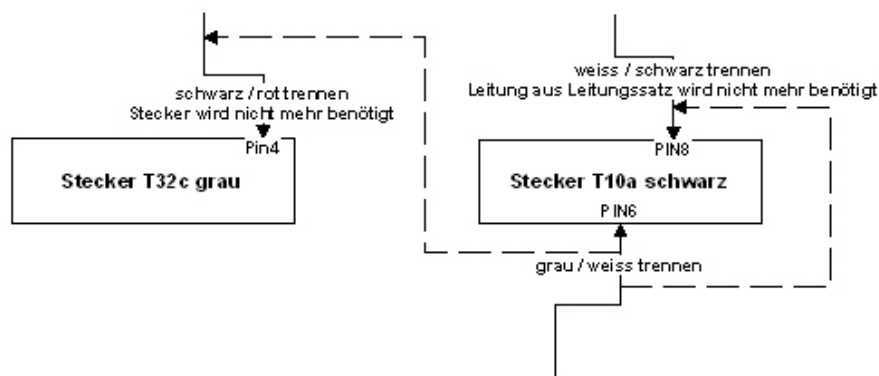 schwarz / rot trennen
Stecker wird nicht mehr benötigt
Pin4
Stecker T32c grau
weiss / schwarz trennen
Leitung aus Leitungssatz wird nicht mehr benötigt
PIN8
Stecker T10a schwarz
PIN6
grau / weiss trennen